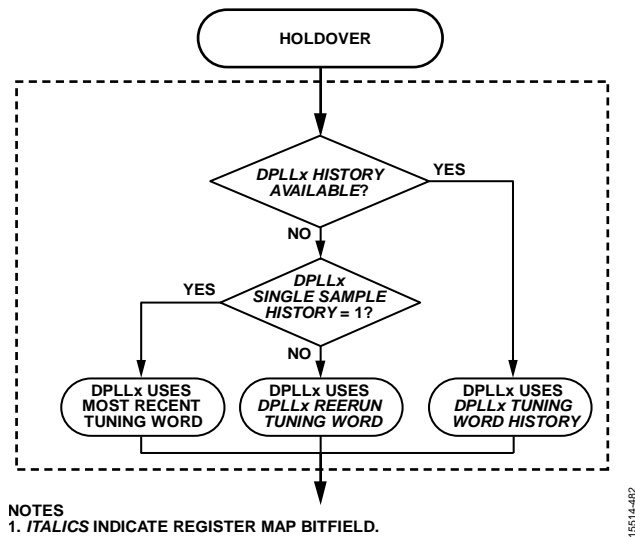 HOLDOVER
DPLLx HISTORY
AVAILABLE?
YES
NO
DPLLx
SINGLE SAMPLE
HISTORY = 1?
YES
NO
DPLLx USES
MOST RECENT
TUNING WORD
DPLLx USES
DPLLx REERUN
TUNING WORD
DPLLx USES
DPLLx TUNING
WORD HISTORY
NOTES
1. ITALICS INDICATE REGISTER MAP BITFIELD.
15514-482